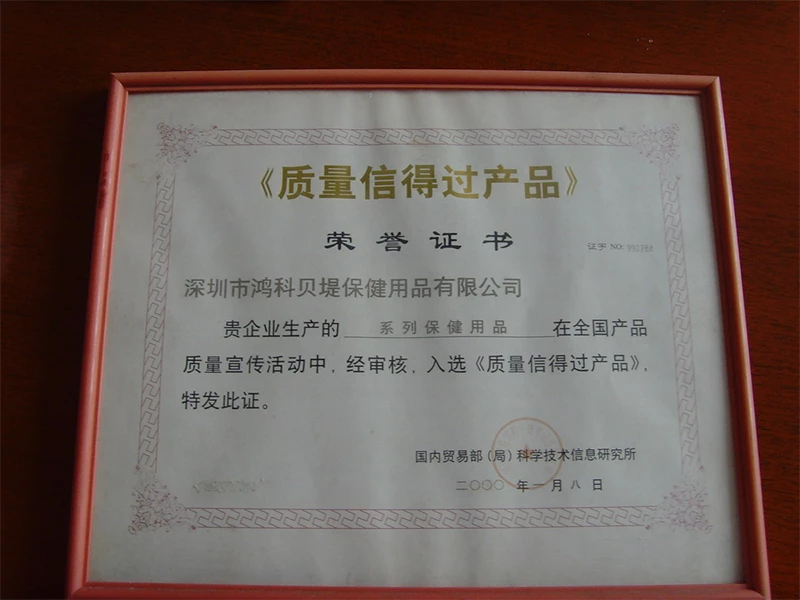 《质量信得过产品》
荣誉证书
证字 NO:
深圳市鸿科贝堤保健用品有限公司
贵企业生产的 系列保健用品 在全国产品
质量宣传活动中,经审核,入选《质量信得过产品》,
特发此证。
国内贸易部(局)科学技术信息研究所
二〇〇〇年一月八日